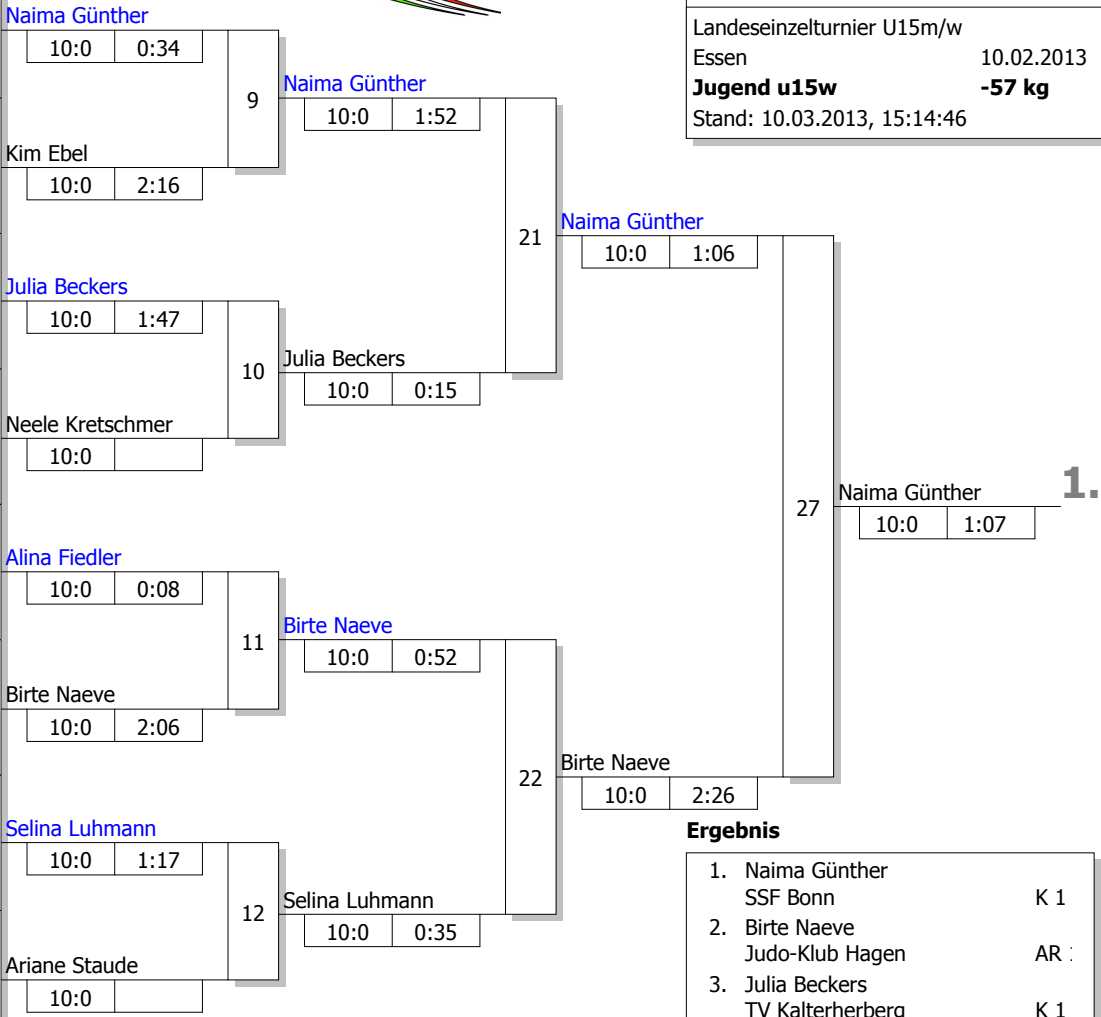 Naima Günther
10:0 0:34
9
Kim Ebel
10:0 2:16
Naima Günther
10:0 1:52
Julia Beckers
10:0 1:47
10
Neele Kretschmer
10:0
Julia Beckers
10:0 0:15
21
Alina Fiedler
10:0 0:08
11
Birte Naeve
10:0 2:06
Birte Naeve
10:0 0:52
Selina Luhmann
10:0 1:17
12
Ariane Staude
10:0
Selina Luhmann
10:0 0:35
22
Naima Günther
10:0 1:06
Birte Naeve
10:0 2:26
27
Naima Günther 1.
10:0 1:07
Landeseinzelturnier U15m/w
Essen 10.02.2013
Jugend u15w -57 kg
Stand: 10.03.2013, 15:14:46
Ergebnis
1. Naima Günther
SSF Bonn K 1
2. Birte Naeve
Judo-Klub Hagen AR
3. Julia Beckers
TV Kalterherberg K 1